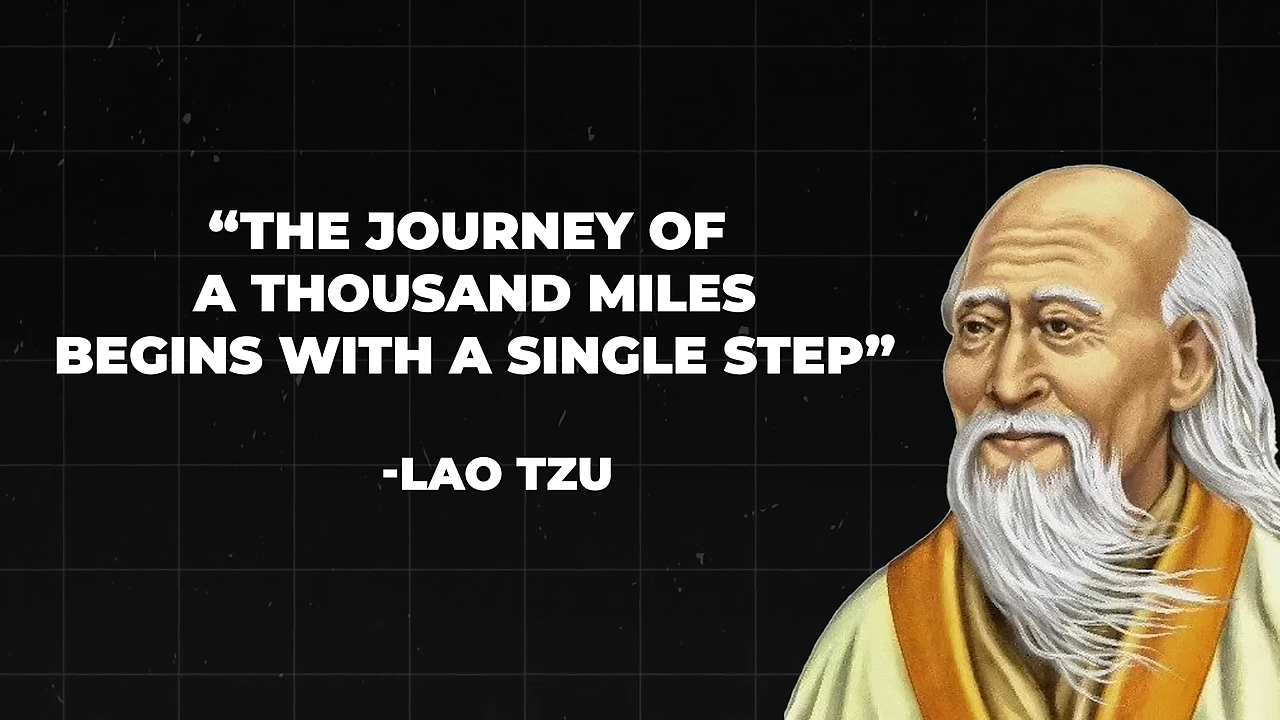 “THE JOURNEY OF
A THOUSAND MILES
BEGINS WITH A SINGLE STEP”
-LAO TZU